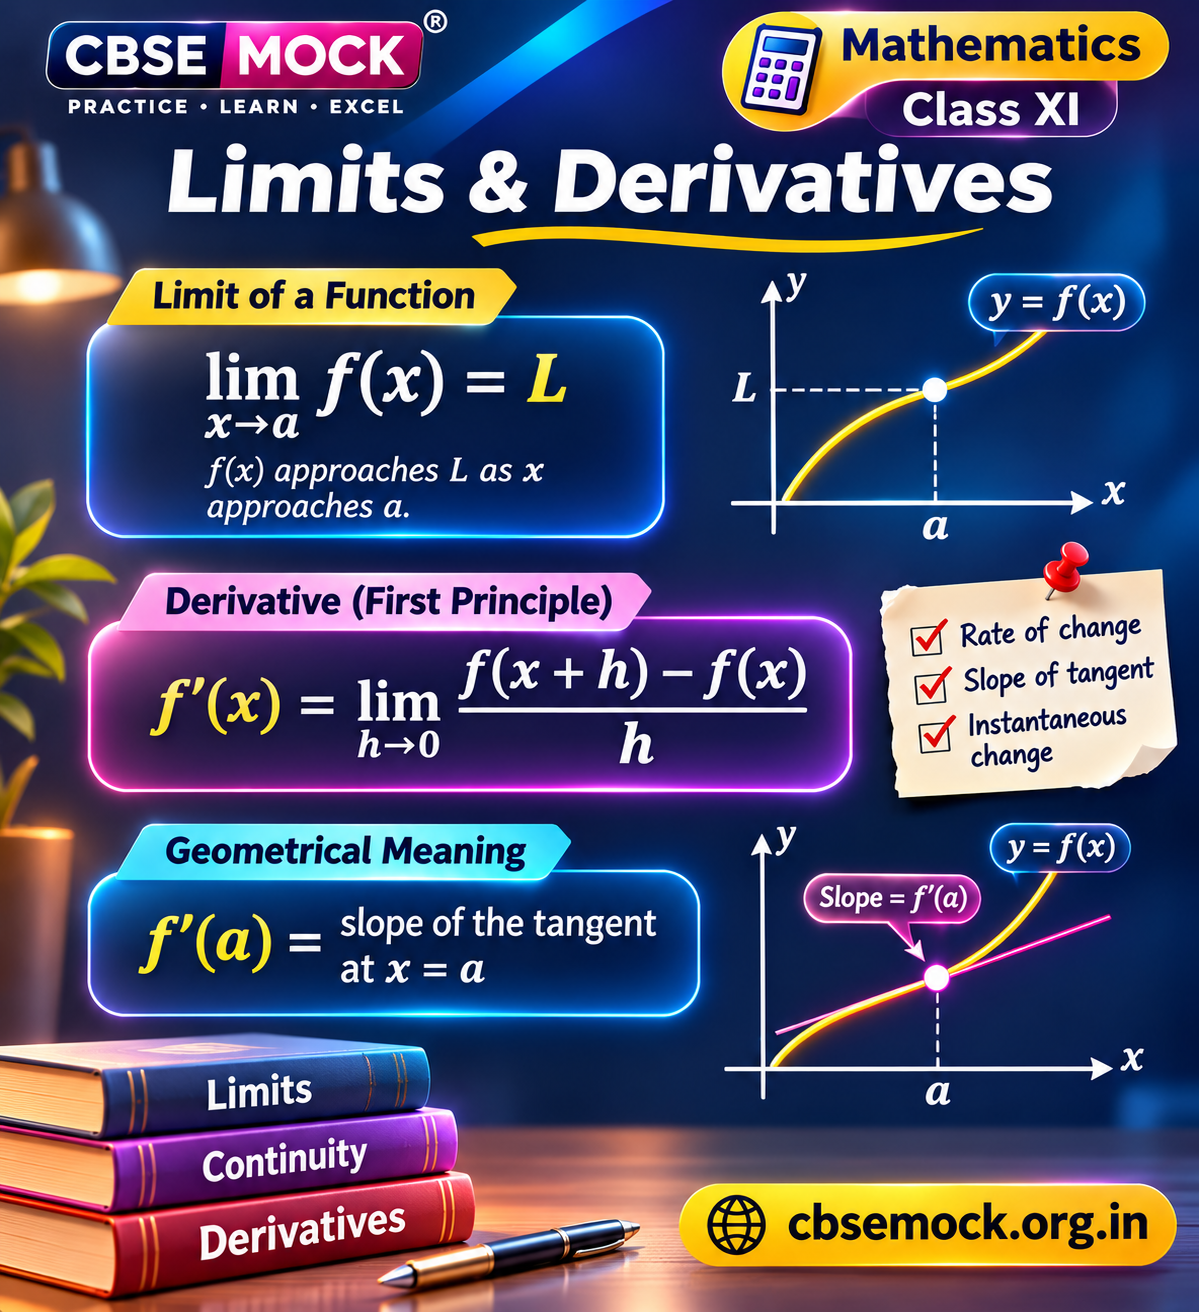 CBSE MOCK®
PRACTICE • LEARN • EXCEL
Mathematics
Class XI
Limits & Derivatives
Limit of a Function
lim f(x) = L
x→a
f(x) approaches L as x
approaches a.
y
y = f(x)
L
x
a
Derivative (First Principle)
f′(x) = lim f(x + h) − f(x)
h→0 h
Rate of change
Slope of tangent
Instantaneous
change
Geometrical Meaning
f′(a) = slope of the tangent
at x = a
y
y = f(x)
Slope = f′(a)
x
a
Limits
Continuity
Derivatives
cbsemock.org.in